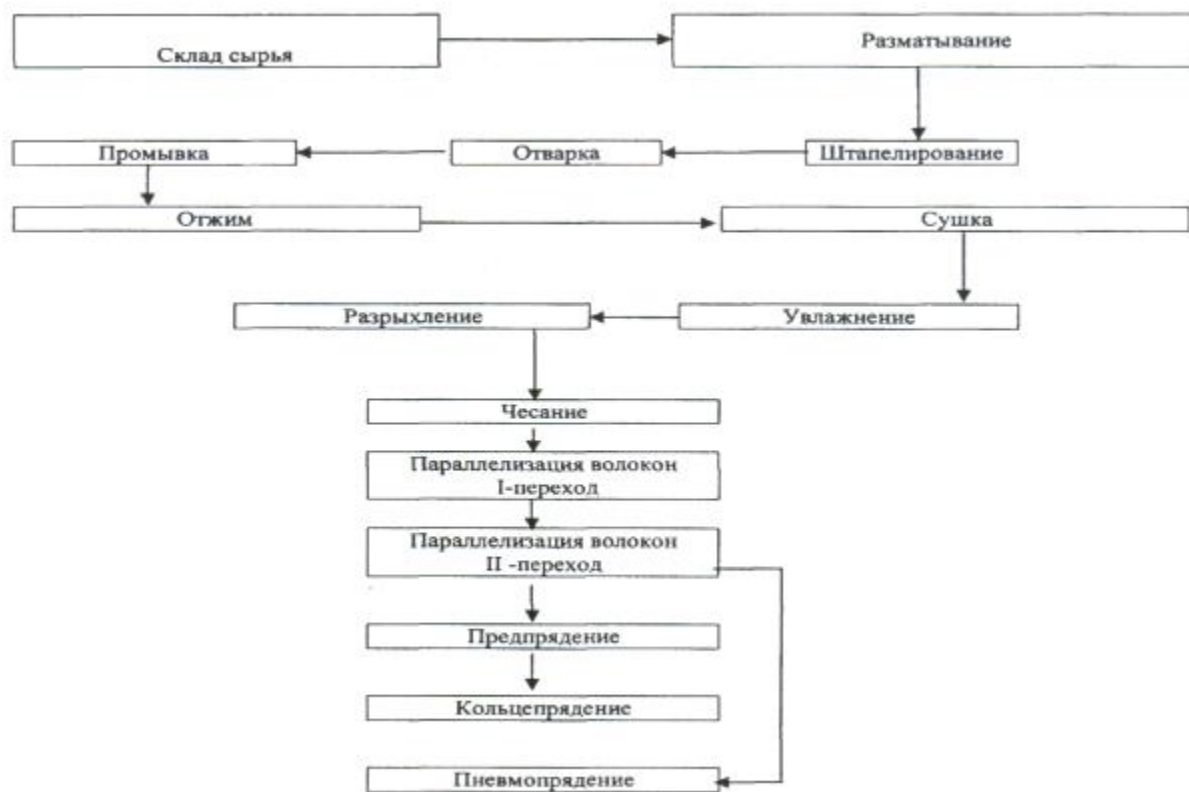 Склад сырья
Разматывание
Штапелирование
Отварка
Промывка
Отжим
Сушка
Увлажнение
Разрыхление
Чесание
Параллелизация волокон
I-переход
Параллелизация волокон
II -переход
Предпрядение
Кольцепрядение
Пневмопрядение